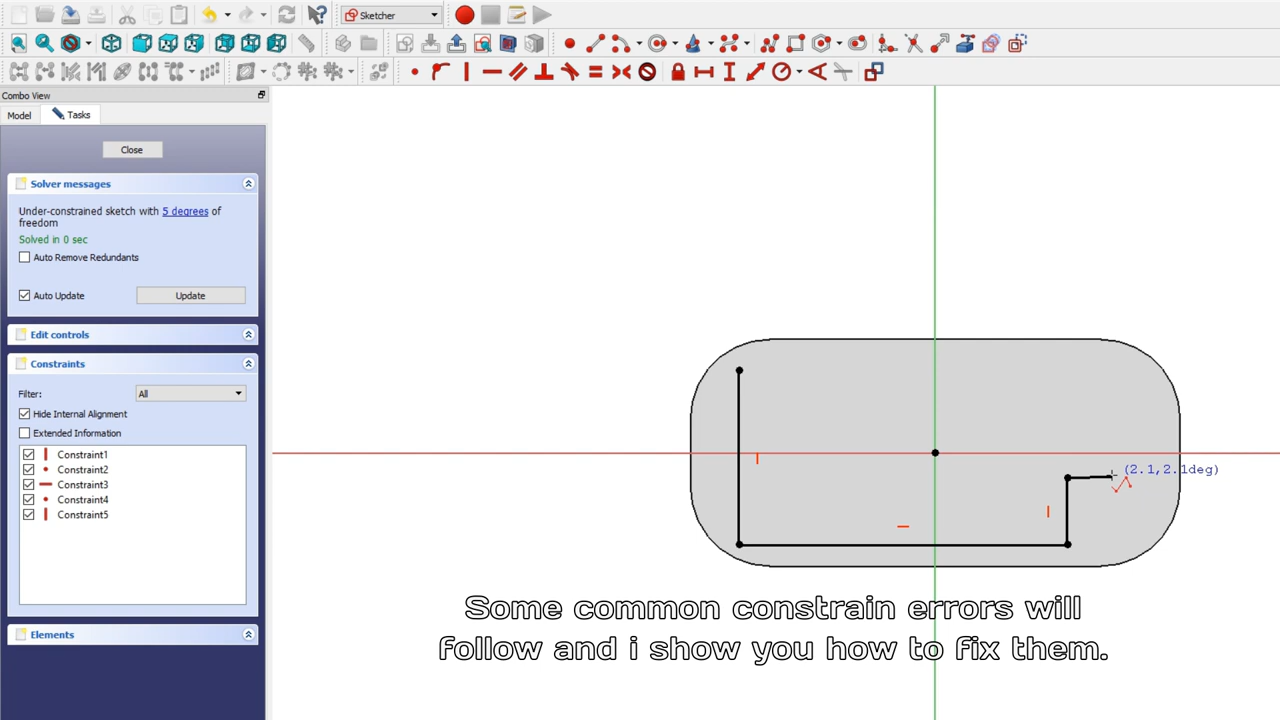 Sketcher
Combo View
Model
Tasks
Close
Solver messages
Under-constrained sketch with 5 degrees of
freedom
Solved in 0 sec
Auto Remove Redundants
Auto Update
Update
Edit controls
Constraints
Filter:
All
Hide Internal Alignment
Extended Information
Constraint1
Constraint2
Constraint3
Constraint4
Constraint5
Elements
(2.1,2.1deg)
Some common constrain errors will
follow and i show you how to fix them.